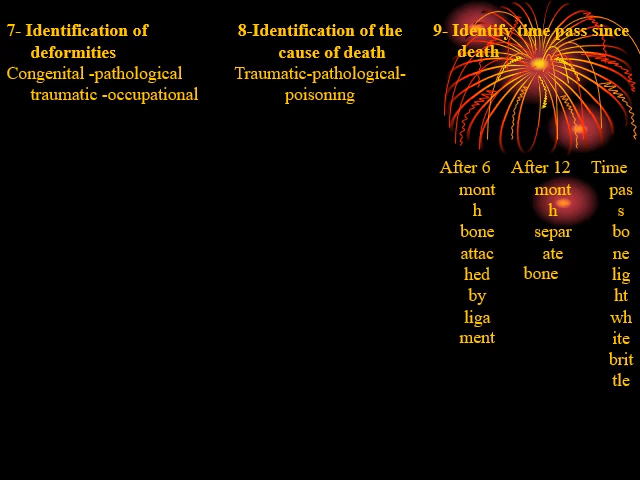 7- Identification of
deformities
Congenital -pathological
traumatic -occupational
8-Identification of the
cause of death
Traumatic-pathological-
poisoning
9- Identify time pass since
death
After 6
mont
h
bone
attac
hed
by
liga
ment
After 12
mont
h
separ
ate
bone
Time
pas
s
bo
ne
lig
ht
wh
ite
brit
tle